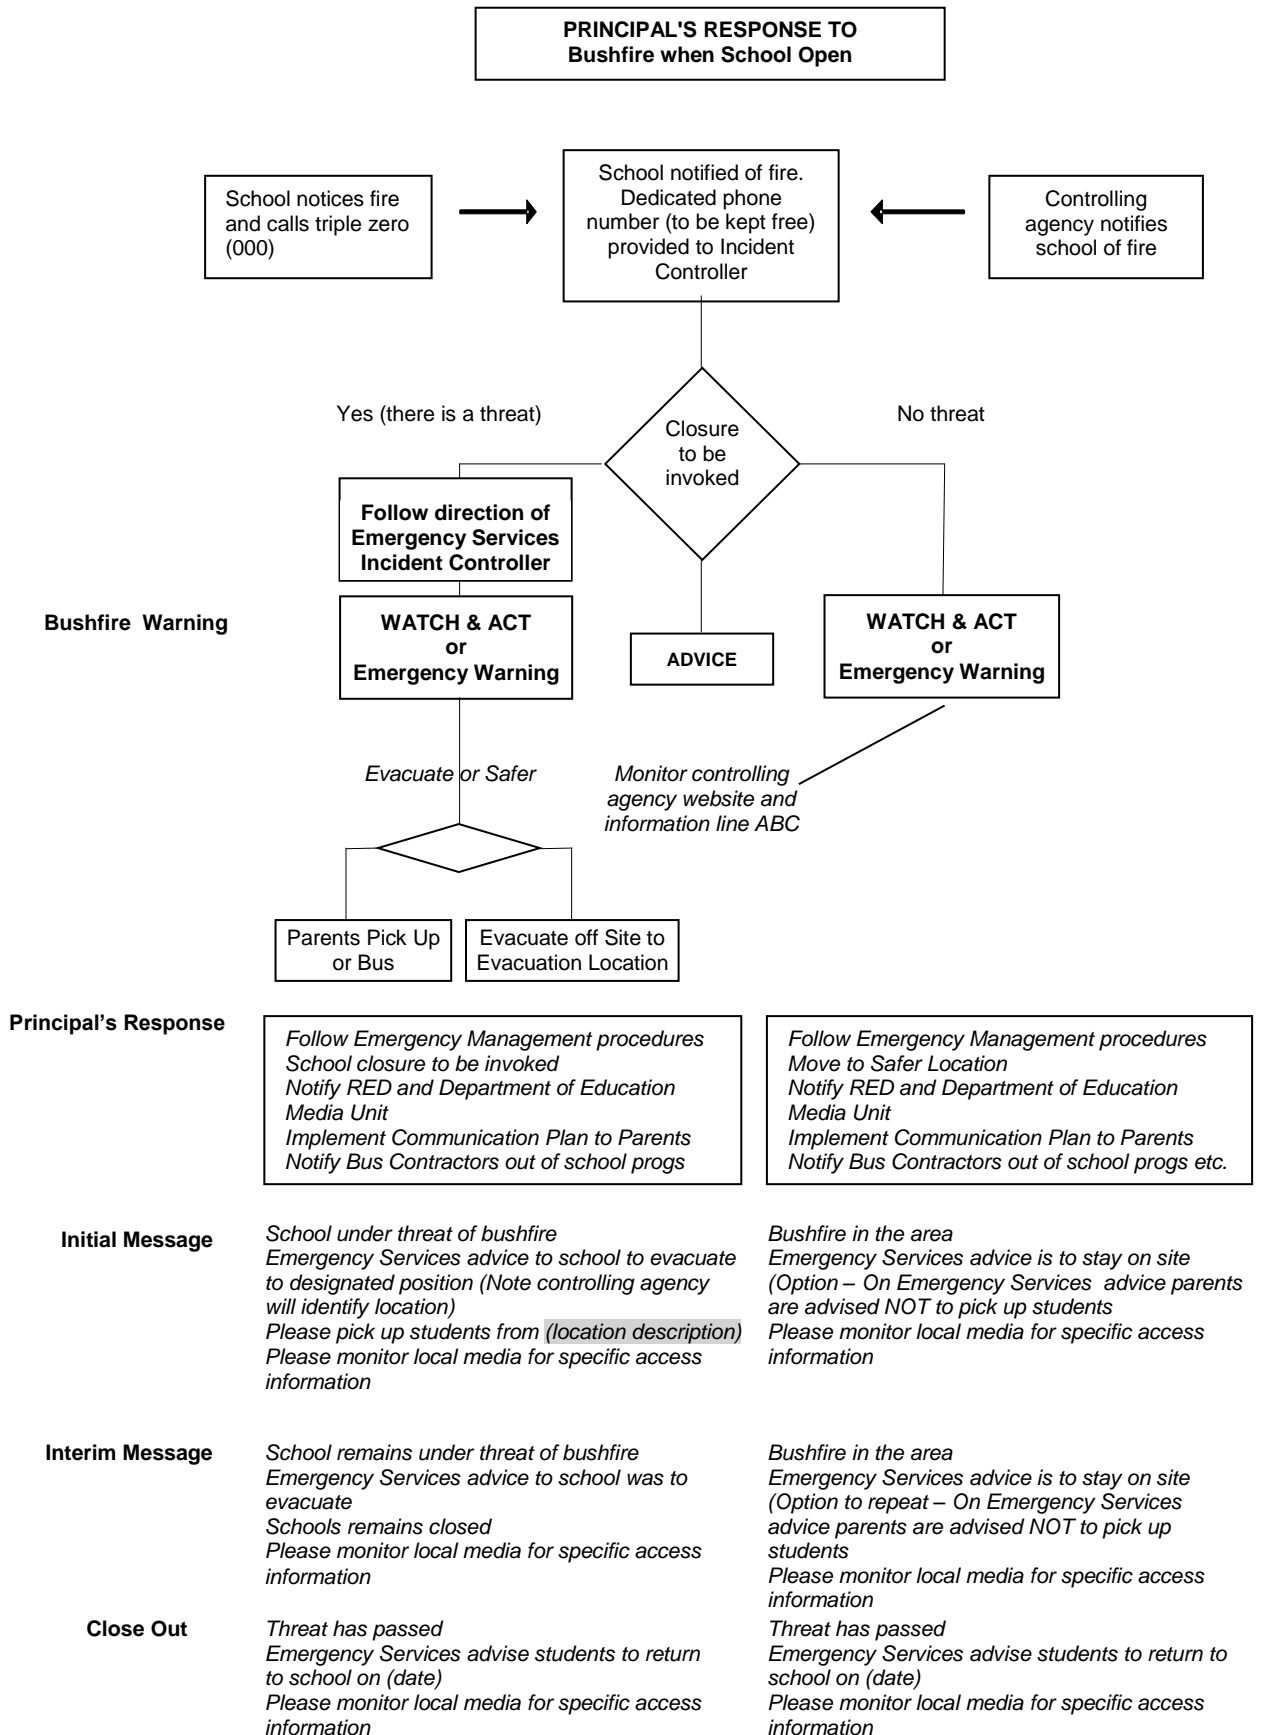 PRINCIPAL'S RESPONSE TO
Bushfire when School Open
School notices fire
and calls triple zero
(000)
School notified of fire.
Dedicated phone
number (to be kept free)
provided to Incident
Controller
Controlling
agency notifies
school of fire
Yes (there is a threat)
Closure
to be
invoked
No threat
Follow direction of
Emergency Services
Incident Controller
Bushfire Warning
WATCH & ACT
or
Emergency Warning
ADVICE
WATCH & ACT
or
Emergency Warning
Evacuate or Safer
Monitor controlling
agency website and
information line ABC
Parents Pick Up
or Bus
Evacuate off Site to
Evacuation Location
Principal’s Response
Follow Emergency Management procedures
School closure to be invoked
Notify RED and Department of Education
Media Unit
Implement Communication Plan to Parents
Notify Bus Contractors out of school progs
Follow Emergency Management procedures
Move to Safer Location
Notify RED and Department of Education
Media Unit
Implement Communication Plan to Parents
Notify Bus Contractors out of school progs etc.
Initial Message
School under threat of bushfire
Emergency Services advice to school to evacuate
to designated position (Note controlling agency
will identify location)
Please pick up students from (location description)
Please monitor local media for specific access
information
Bushfire in the area
Emergency Services advice is to stay on site
(Option – On Emergency Services advice parents
are advised NOT to pick up students
Please monitor local media for specific access
information
Interim Message
School remains under threat of bushfire
Emergency Services advice to school was to
evacuate
Schools remains closed
Please monitor local media for specific access
information
Bushfire in the area
Emergency Services advice is to stay on site
(Option to repeat – On Emergency Services
advice parents are advised NOT to pick up
students
Please monitor local media for specific access
information
Close Out
Threat has passed
Emergency Services advise students to return
to school on (date)
Please monitor local media for specific access
information
Threat has passed
Emergency Services advise students to return to
school on (date)
Please monitor local media for specific access
information